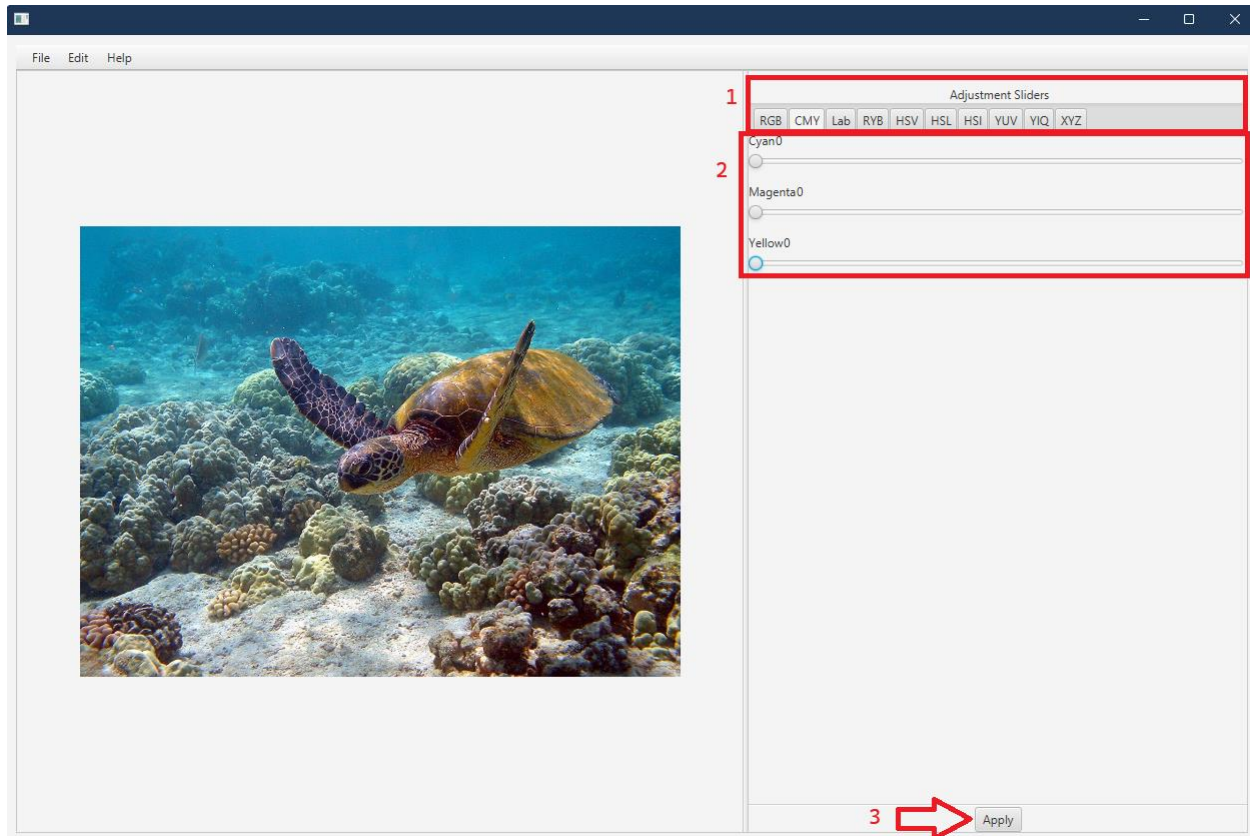 File Edit Help
1
Adjustment Sliders
RGB CMY Lab RYB HSV HSL HSI YUV YIQ XYZ
2
Cyan0
Magenta0
Yellow0
3
Apply